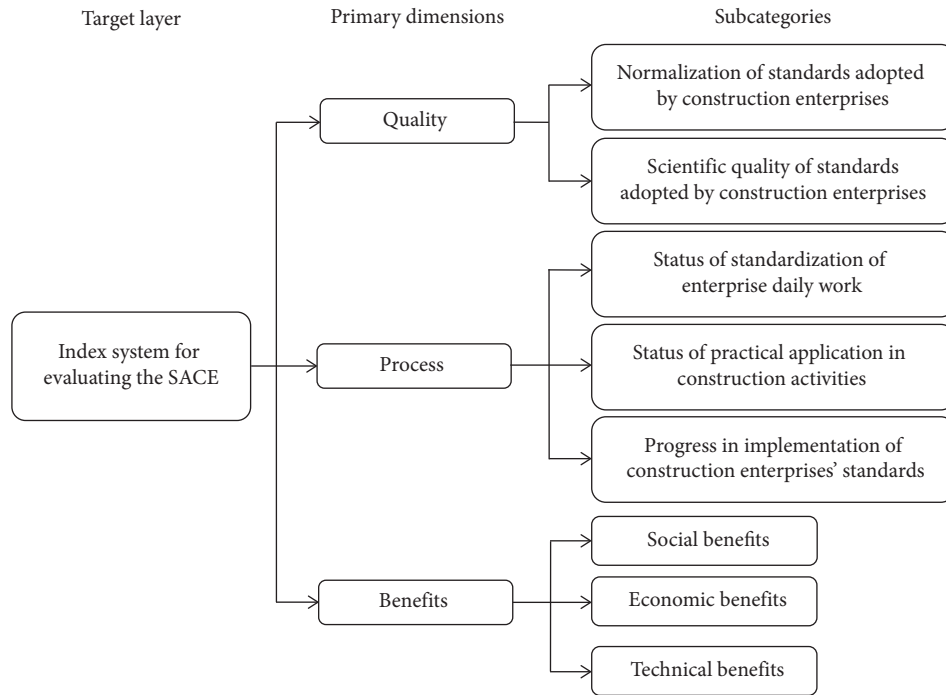 Target layer
Primary dimensions
Subcategories
Index system for
evaluating the SACE
Quality
Normalization of standards adopted
by construction enterprises
Scientific quality of standards
adopted by construction enterprises
Process
Status of standardization of
enterprise daily work
Status of practical application in
construction activities
Progress in implementation of
construction enterprises’ standards
Benefits
Social benefits
Economic benefits
Technical benefits